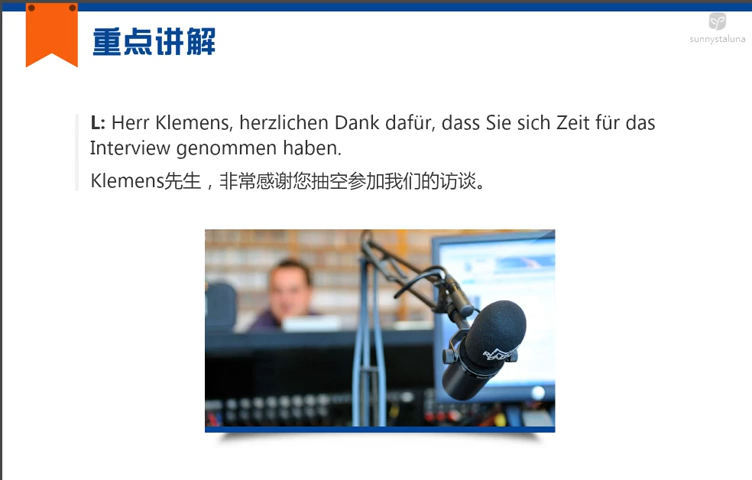 重点讲解
sunnystaluna
L: Herr Klemens, herzlichen Dank dafür, dass Sie sich Zeit für das
Interview genommen haben.
Klemens先生，非常感谢您抽空参加我们的访谈。